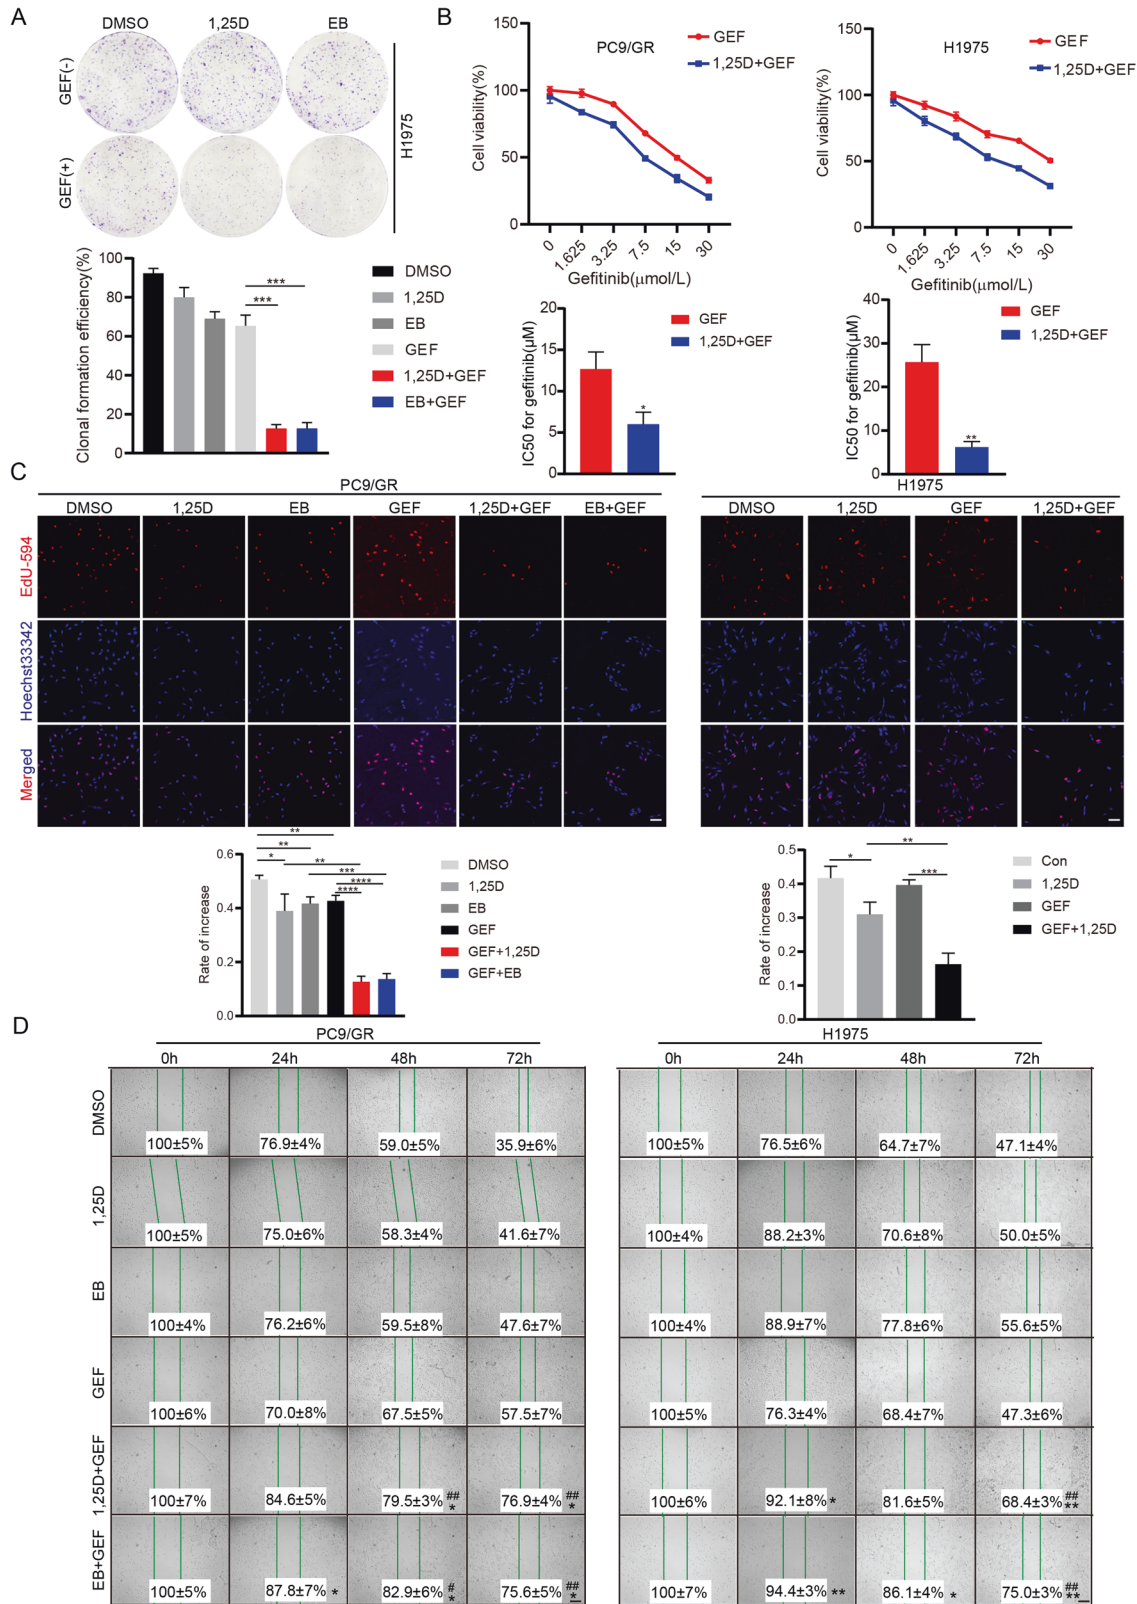 A
DMSO 1,25D EB
GEF(-)
GEF(+)
H1975
Clonal formation efficiency(%)
100
80
60
40
20
0
***
***
DMSO
1,25D
EB
GEF
1,25D+GEF
EB+GEF
B
PC9/GR
GEF
1,25D+GEF
Cell viability(%)
150
100
50
0
0 1.625 3.25 7.5 15 30
Gefitinib(μmol/L)
H1975
GEF
1,25D+GEF
Cell viability(%)
150
100
50
0
0 1.625 3.25 7.5 15 30
Gefitinib(μmol/L)
IC50 for gefitinib(μM)
20
15
10
5
0
*
GEF
1,25D+GEF
IC50 for gefitinib(μM)
40
30
20
10
0
**
GEF
1,25D+GEF
C
PC9/GR
DMSO 1,25D EB GEF 1,25D+GEF EB+GEF
H1975
DMSO 1,25D GEF 1,25D+GEF
EdU-594
Hoechst33342
Merged
Rate of increase
0.6
0.4
0.2
0.0
**
**
*
**
***
****
****
DMSO
1,25D
EB
GEF
GEF+1,25D
GEF+EB
Rate of increase
0.5
0.4
0.3
0.2
0.1
0.0
*
**
***
Con
1,25D
GEF
GEF+1,25D
D
PC9/GR H1975
0h 24h 48h 72h 0h 24h 48h 72h
DMSO
100±5% 76.9±4% 59.0±5% 35.9±6% 100±5% 76.5±6% 64.7±7% 47.1±4%
1,25D
100±5% 75.0±6% 58.3±4% 41.6±7% 100±4% 88.2±3% 70.6±8% 50.0±5%
EB
100±4% 76.2±6% 59.5±8% 47.6±7% 100±4% 88.9±7% 77.8±6% 55.6±5%
GEF
100±6% 70.0±8% 67.5±5% 57.5±7% 100±5% 76.3±4% 68.4±7% 47.3±6%
1,25D+GEF
100±7% 84.6±5% 79.5±3% ## * 76.9±4% ## * 100±6% 92.1±8% * 81.6±5% 68.4±3% ## **
EB+GEF
100±5% 87.8±7% * 82.9±6% # * 75.6±5% ## * 100±7% 94.4±3% ** 86.1±4% * 75.0±3% ## **